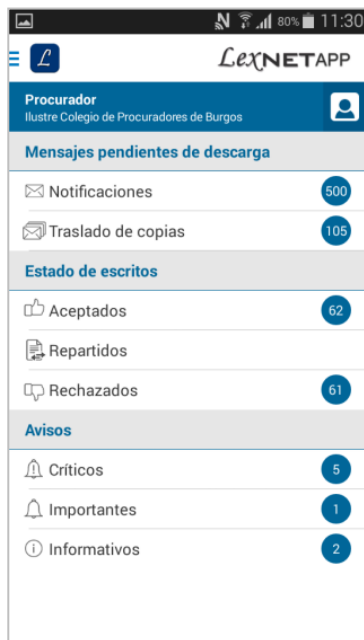 80% 11:30
L LexNETAPP
Procurador
Ilustre Colegio de Procuradores de Burgos
Mensajes pendientes de descarga
Notificaciones 500
Traslado de copias 105
Estado de escritos
Aceptados 62
Repartidos
Rechazados 61
Avisos
Críticos 5
Importantes 1
Informativos 2